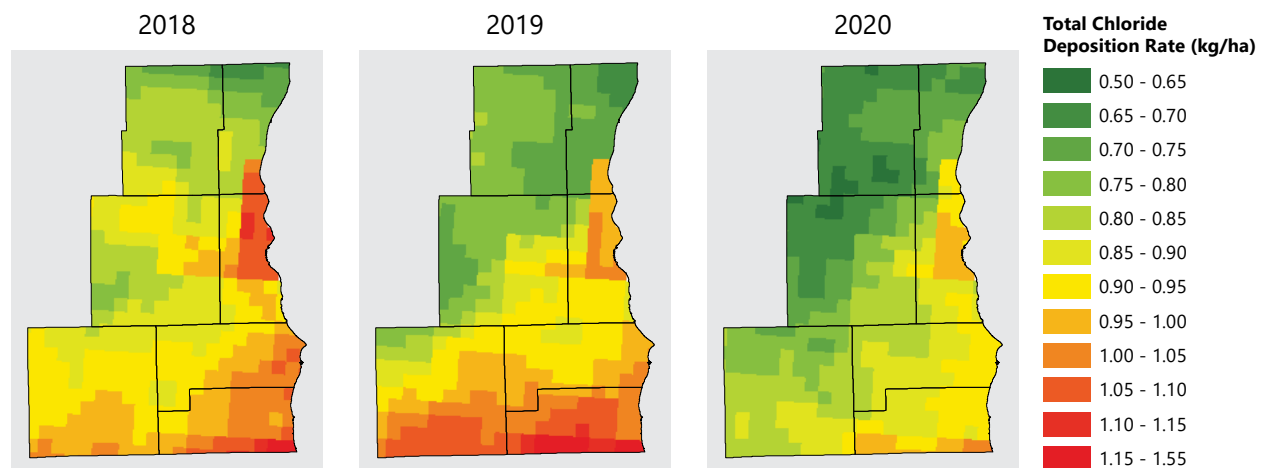 2018
2019
2020
Total Chloride
Deposition Rate (kg/ha)
0.50 - 0.65
0.65 - 0.70
0.70 - 0.75
0.75 - 0.80
0.80 - 0.85
0.85 - 0.90
0.90 - 0.95
0.95 - 1.00
1.00 - 1.05
1.05 - 1.10
1.10 - 1.15
1.15 - 1.55